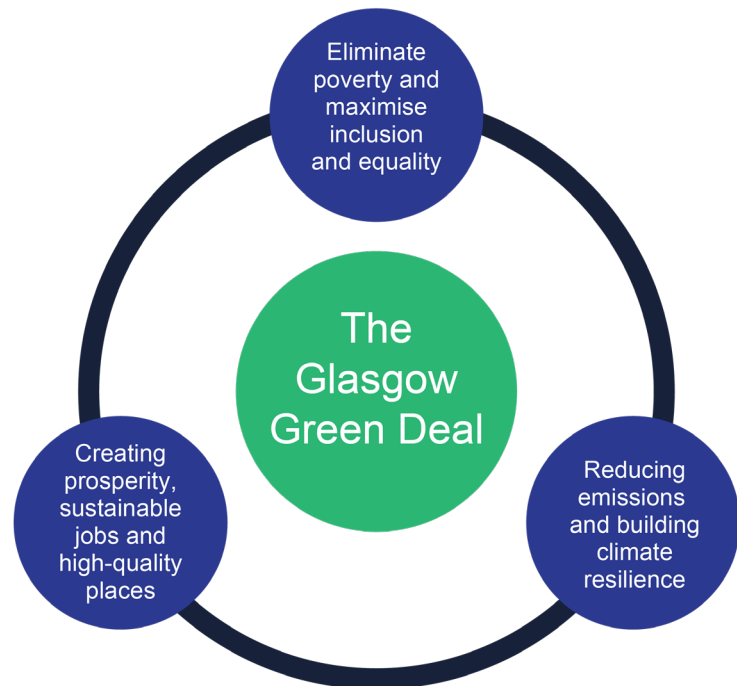 Eliminate
poverty and
maximise
inclusion
and equality
The
Glasgow
Green Deal
Creating
prosperity,
sustainable
jobs and
high-quality
places
Reducing
emissions
and building
climate
resilience